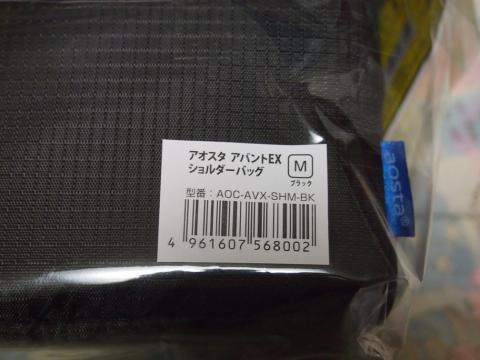 アオスタ アバントEX
ショルダーバッグ
M
ブラック
型番：AOC-AVX-SHM-BK
4 961607 568002
aosta®